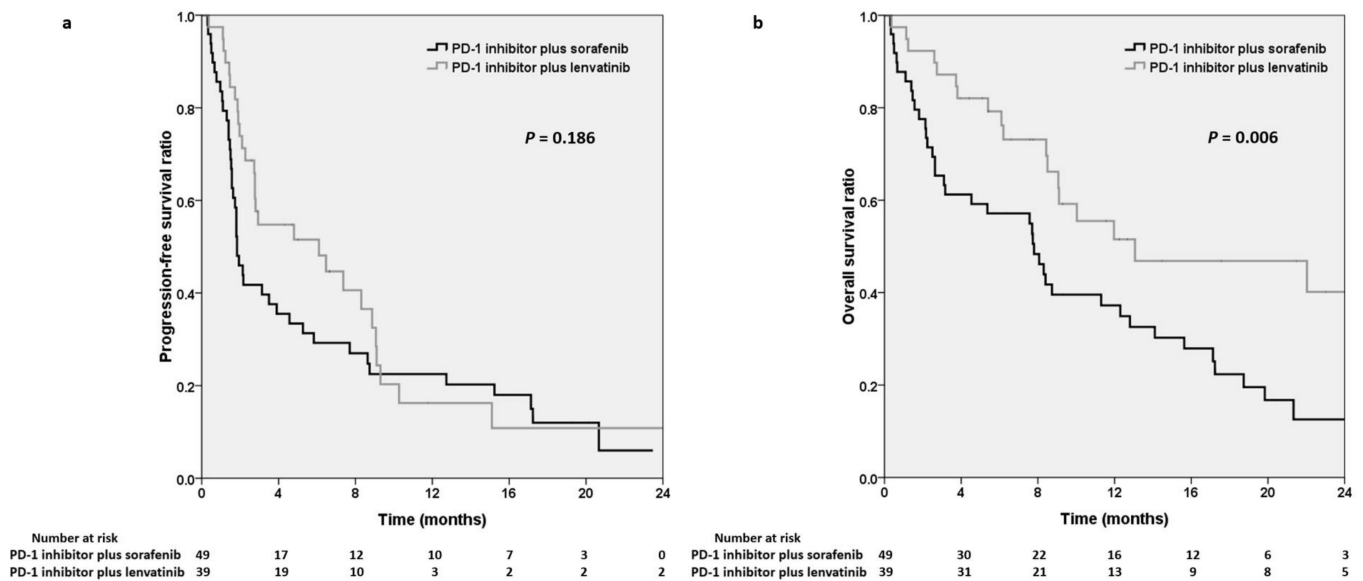 a
1.0
0.8
0.6
0.4
0.2
0.0
Progression-free survival ratio
PD-1 inhibitor plus sorafenib
PD-1 inhibitor plus lenvatinib
P = 0.186
0 4 8 12 16 20 24
Time (months)
Number at risk
PD-1 inhibitor plus sorafenib 49 17 12 10 7 3 0
PD-1 inhibitor plus lenvatinib 39 19 10 3 2 2 2
b
1.0
0.8
0.6
0.4
0.2
0.0
Overall survival ratio
PD-1 inhibitor plus sorafenib
PD-1 inhibitor plus lenvatinib
P = 0.006
0 4 8 12 16 20 24
Time (months)
Number at risk
PD-1 inhibitor plus sorafenib 49 30 22 16 12 6 3
PD-1 inhibitor plus lenvatinib 39 31 21 13 9 8 5